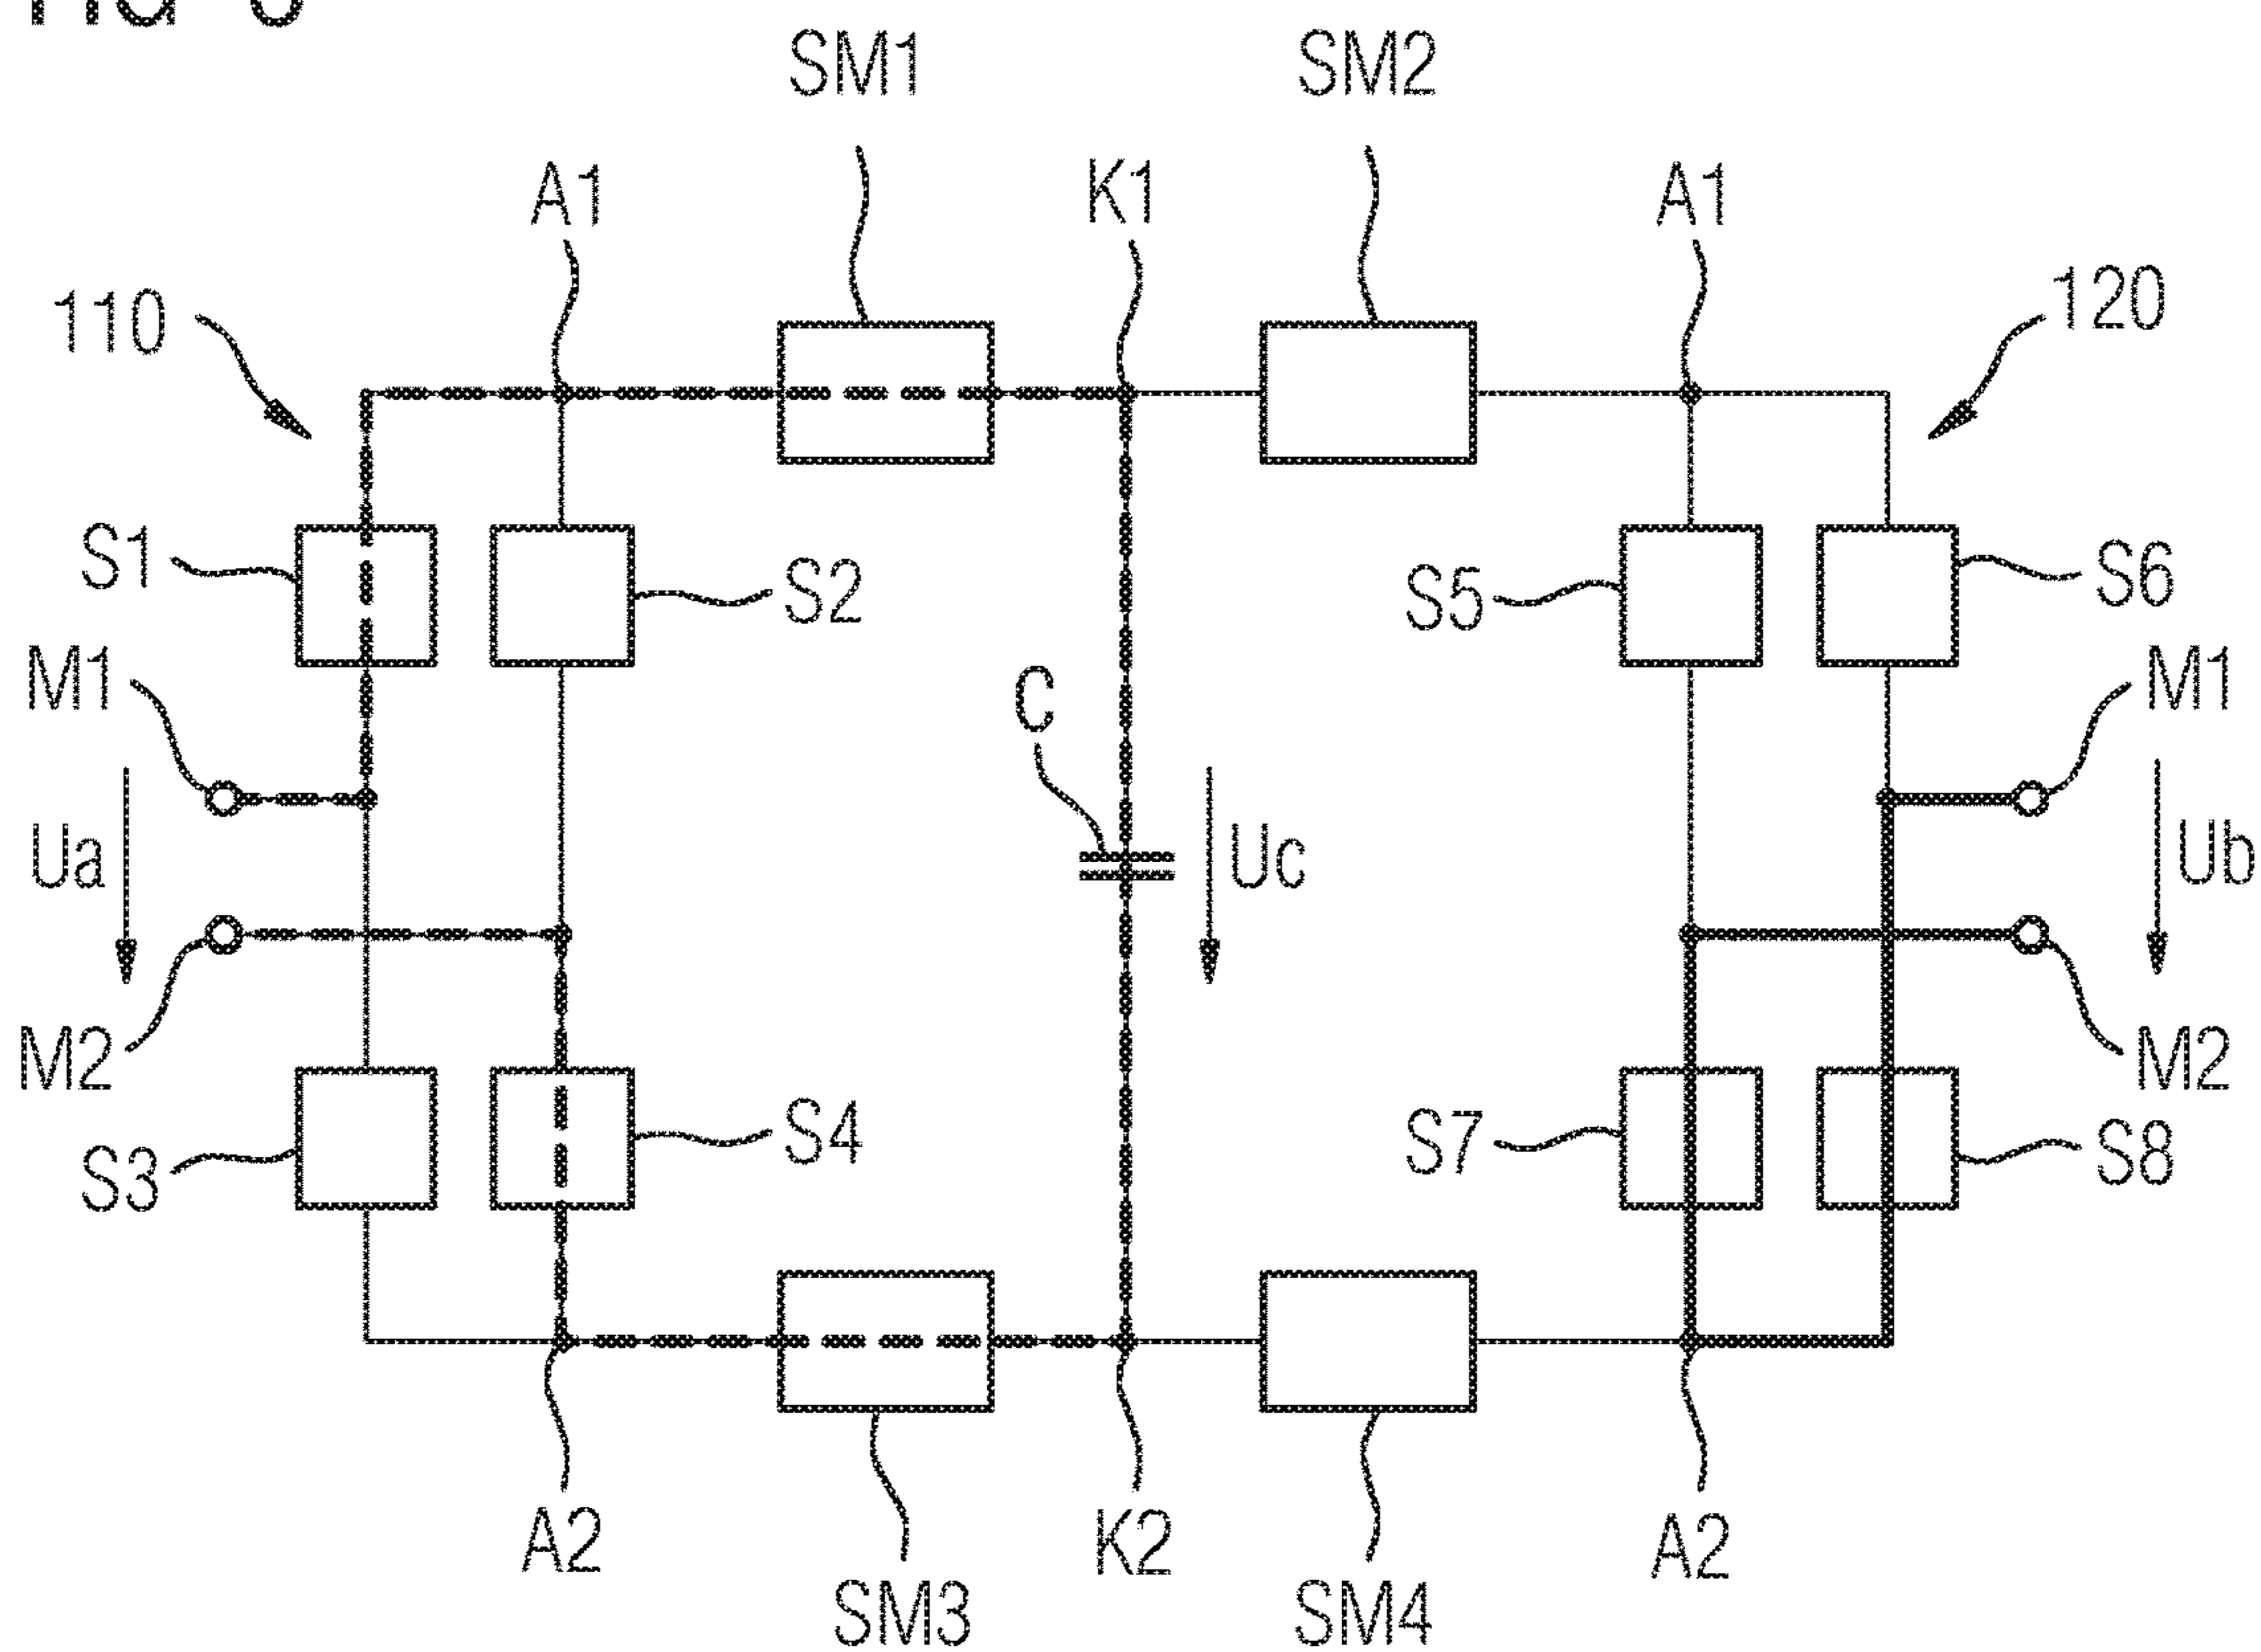 SM1 SM2
A1 K1 A1
110 120
S1 S2 S5 S6
M1 C M1
Ua Uc Ub
M2 M2
S3 S4 S7 S8
A2 K2 A2
SM3 SM4